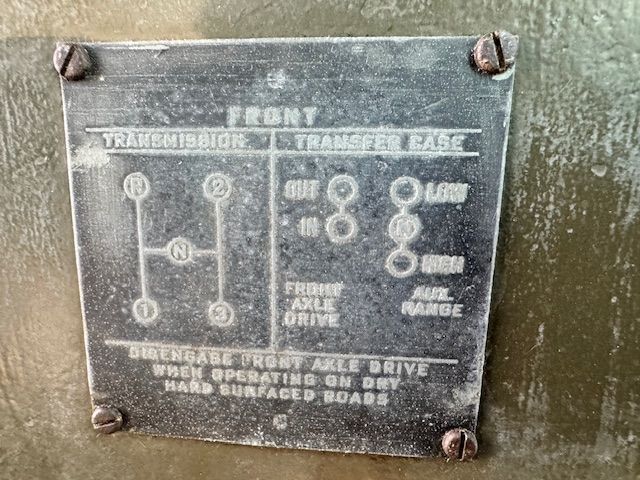 FRONT
TRANSMISSION TRANSFER CASE
R 2 OUT LOW
N IN N
HIGH
1 3 FRONT AUX.
AXLE RANGE
DRIVE
DISENGAGE FRONT AXLE DRIVE
WHEN OPERATING ON DRY
HARD SURFACED ROADS